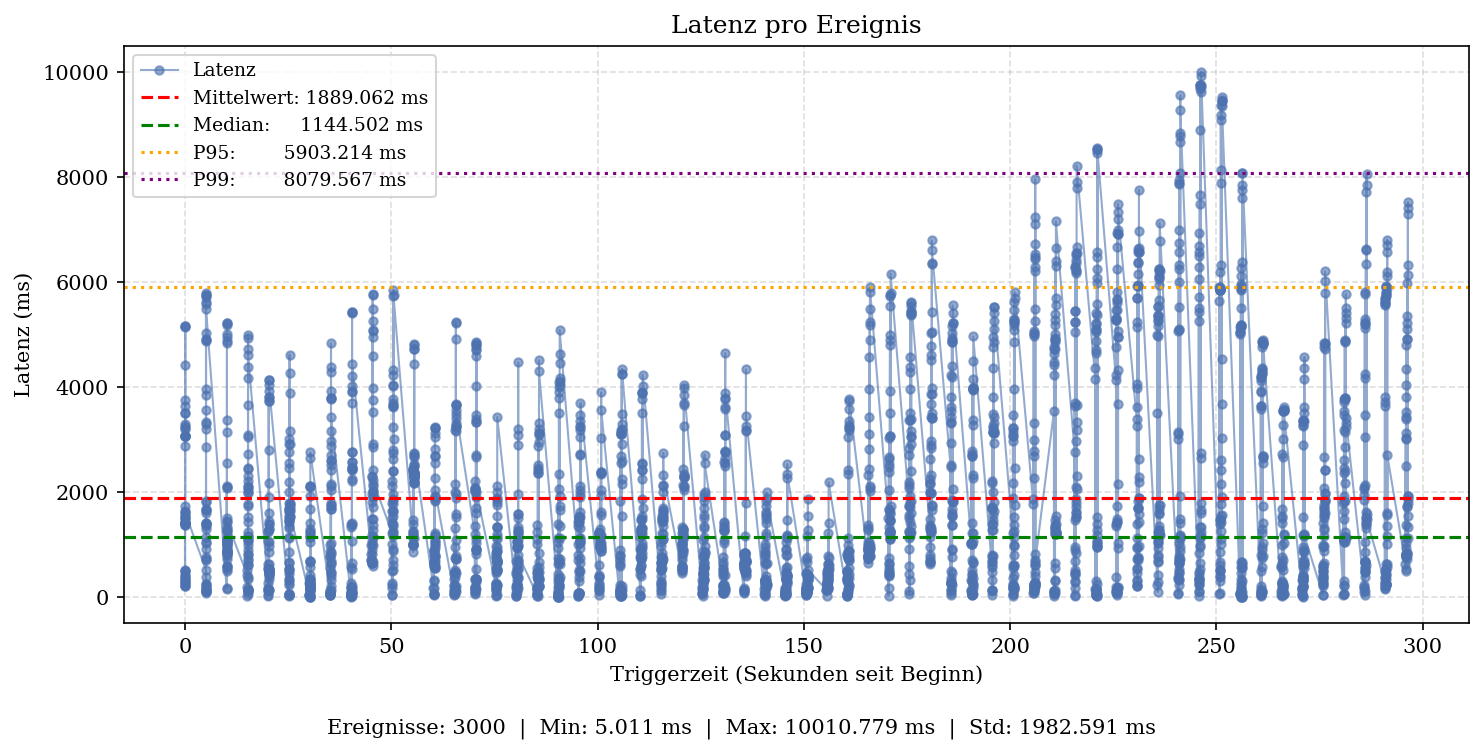 Latenz pro Ereignis
Latenz
Mittelwert: 1889.062 ms
Median: 1144.502 ms
P95: 5903.214 ms
P99: 8079.567 ms
Latenz (ms)
10000
8000
6000
4000
2000
0
0 50 100 150 200 250 300
Triggerzeit (Sekunden seit Beginn)
Ereignisse: 3000 | Min: 5.011 ms | Max: 10010.779 ms | Std: 1982.591 ms